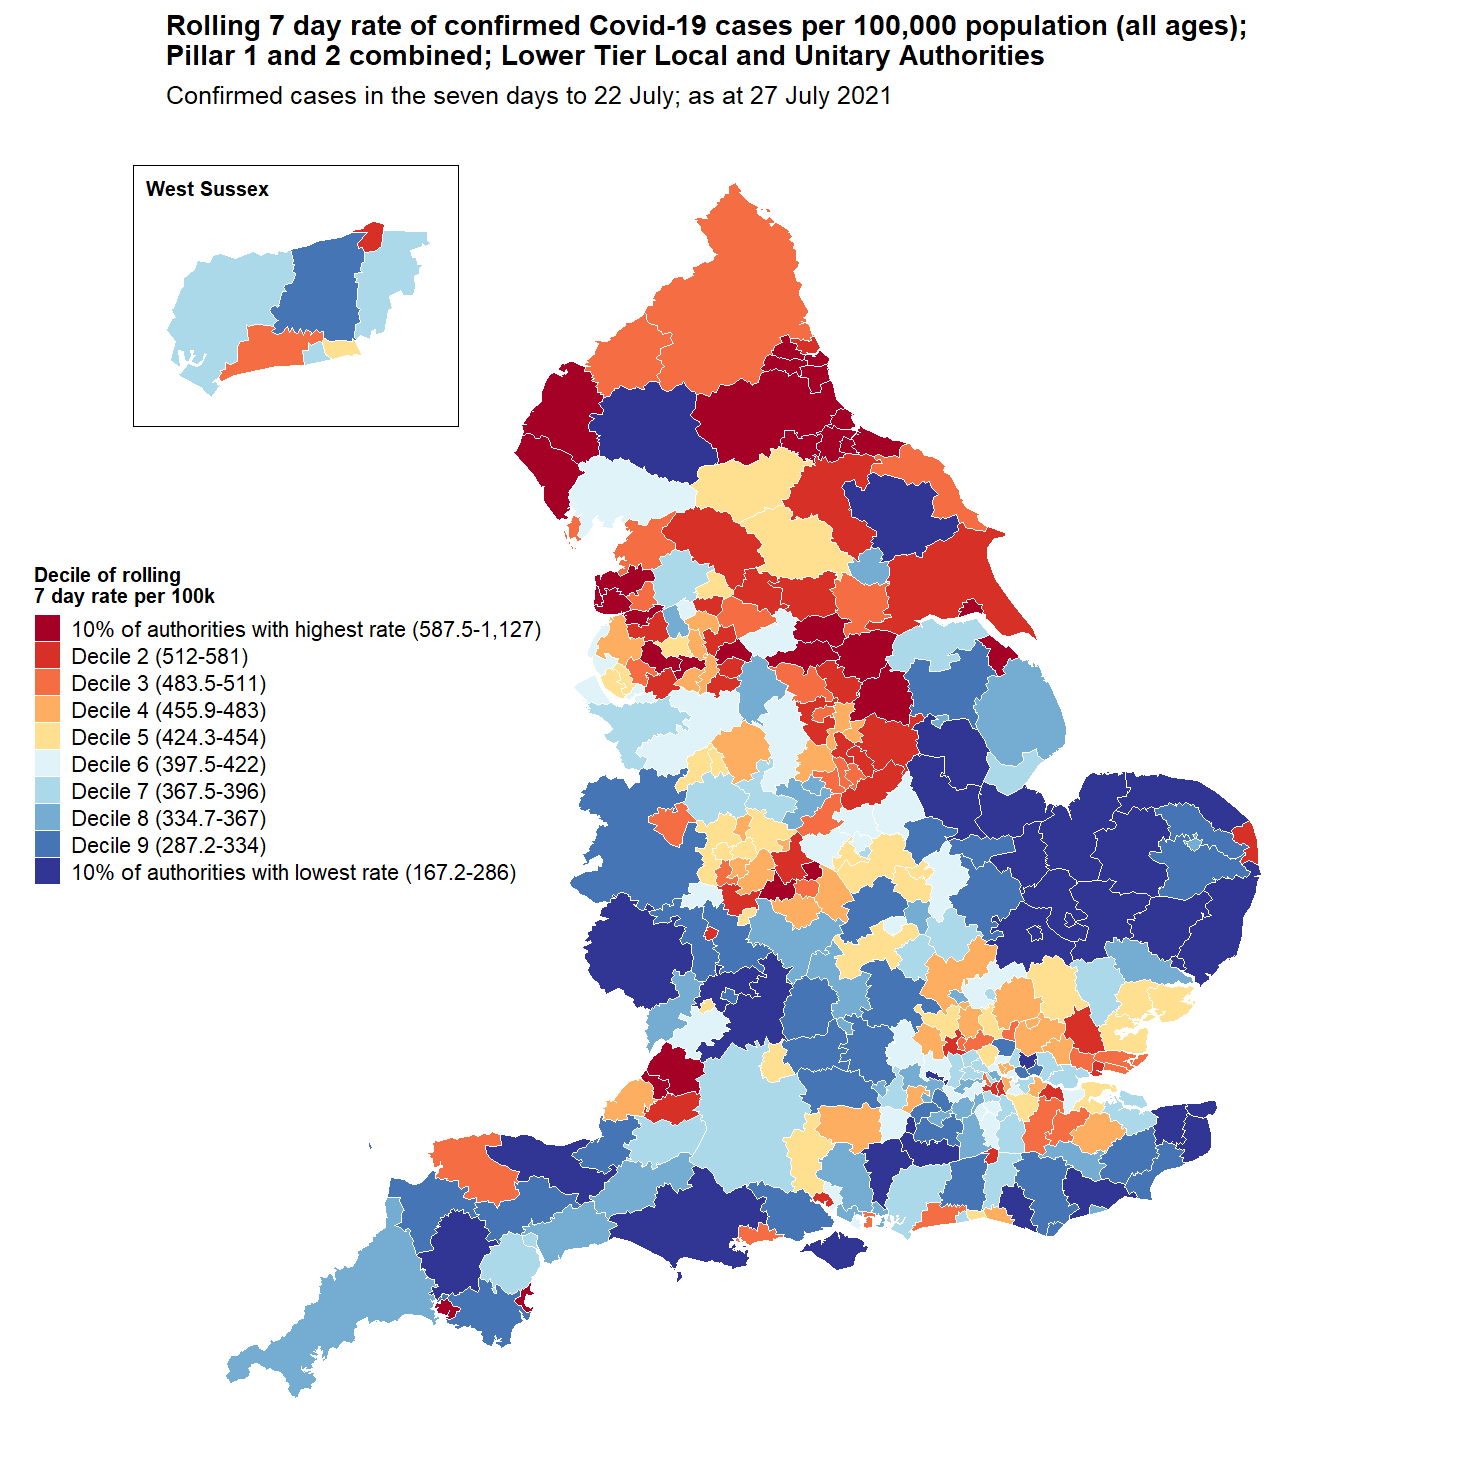 Rolling 7 day rate of confirmed Covid-19 cases per 100,000 population (all ages);
Pillar 1 and 2 combined; Lower Tier Local and Unitary Authorities
Confirmed cases in the seven days to 22 July; as at 27 July 2021
West Sussex
Decile of rolling
7 day rate per 100k
10% of authorities with highest rate (587.5-1,127)
Decile 2 (512-581)
Decile 3 (483.5-511)
Decile 4 (455.9-483)
Decile 5 (424.3-454)
Decile 6 (397.5-422)
Decile 7 (367.5-396)
Decile 8 (334.7-367)
Decile 9 (287.2-334)
10% of authorities with lowest rate (167.2-286)